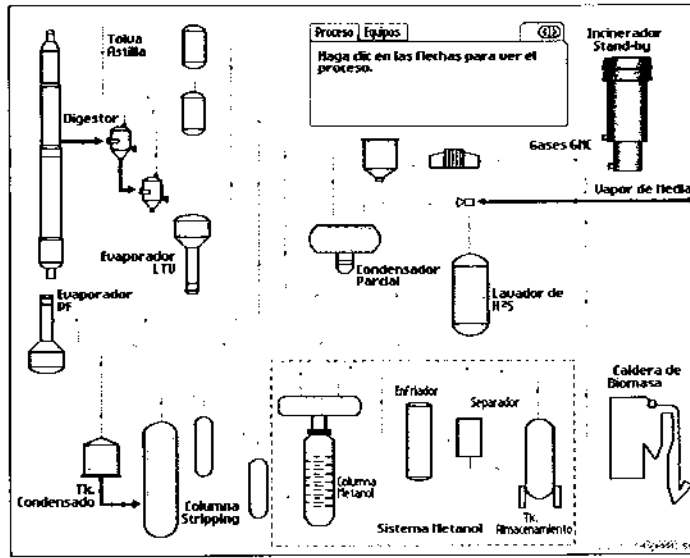 Tolva
Astilla
Proceso Equipos
Haga clic en las flechas para ver el
proceso.
Incinerador
Stand-by
Digestor
Gases GNC
Vapor de Media
Evaporador
LTV
Condensador
Parcial
Lavador de
H²S
Evaporador
PF
Enfriador
Separador
Caldera de
Biomasa
Tk.
Condensado
Columna
Stripping
Columna
Metanol
Sistema Metanol
Tk.
Almacenamiento